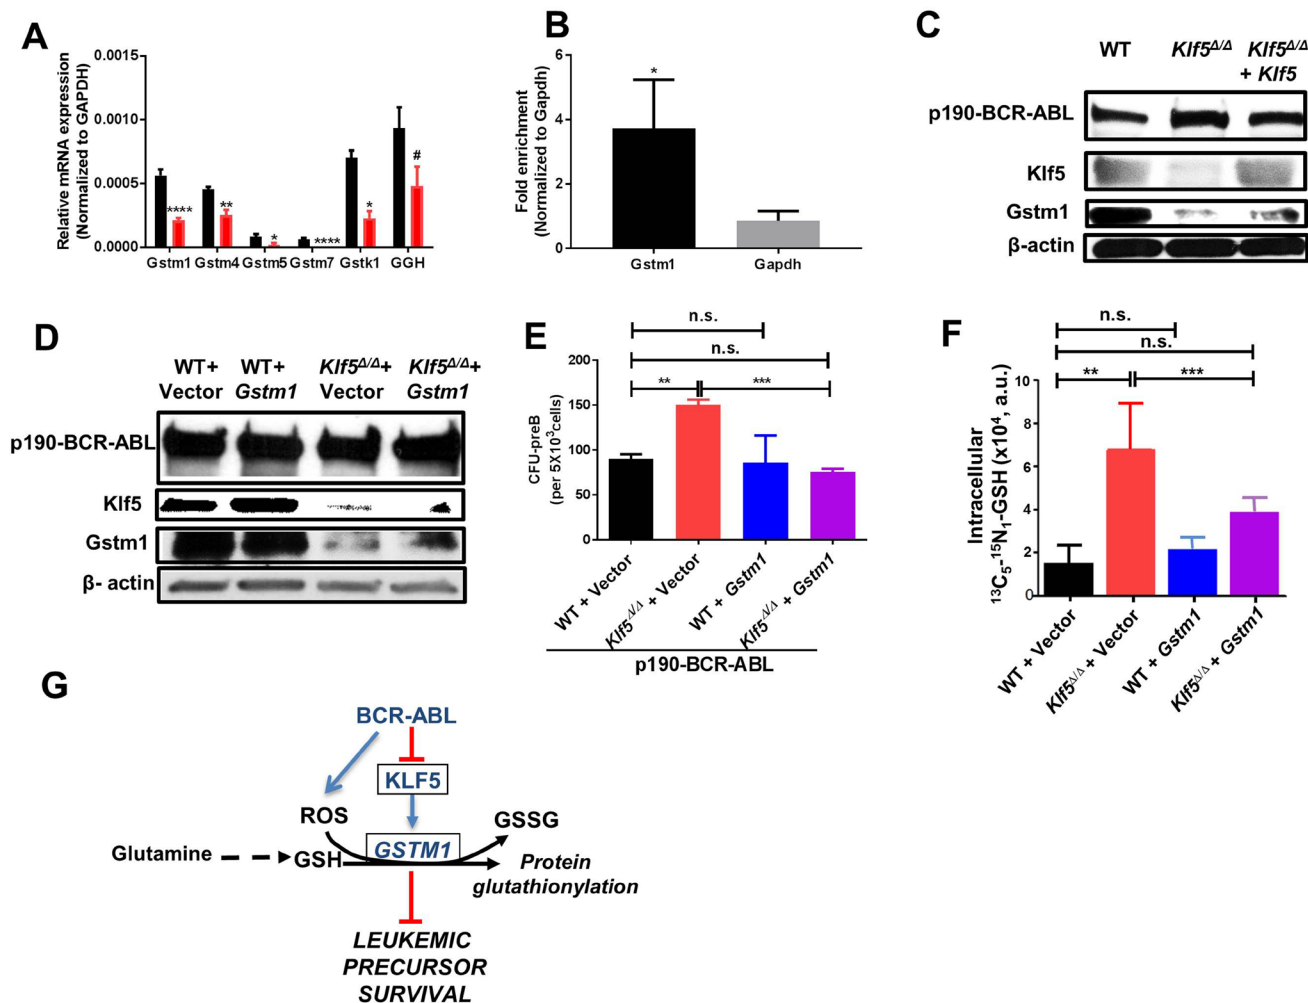 A
Relative mRNA expression
(Normalized to GAPDH)
0.0015
0.0010
0.0005
0.0000
****
**
*
****
*
#
Gstm1 Gstm4 Gstm5 Gstm7 Gstk1 GGH
B
Fold enrichment
(Normalized to Gapdh)
6
4
2
0
*
Gstm1 Gapdh
C
WT Klf5Δ/Δ Klf5Δ/Δ
+ Klf5
p190-BCR-ABL
Klf5
Gstm1
β-actin
D
WT+ WT+ Klf5Δ/Δ+ Klf5Δ/Δ+
Vector Gstm1 Vector Gstm1
p190-BCR-ABL
Klf5
Gstm1
β- actin
E
n.s.
n.s.
** ***
CFU-preB
(per 5X10³cells)
200
150
100
50
0
WT + Vector
Klf5Δ/Δ + Vector
WT + Gstm1
Klf5Δ/Δ + Gstm1
p190-BCR-ABL
F
n.s.
n.s.
** ***
Intracellular
¹³C₅-¹⁵N₁-GSH (x10⁴, a.u.)
10
8
6
4
2
0
WT + Vector
Klf5Δ/Δ + Vector
WT + Gstm1
Klf5Δ/Δ + Gstm1
G
BCR-ABL
KLF5
ROS
GSSG
GSTM1
Glutamine
GSH
Protein
glutathionylation
LEUKEMIC
PRECURSOR
SURVIVAL